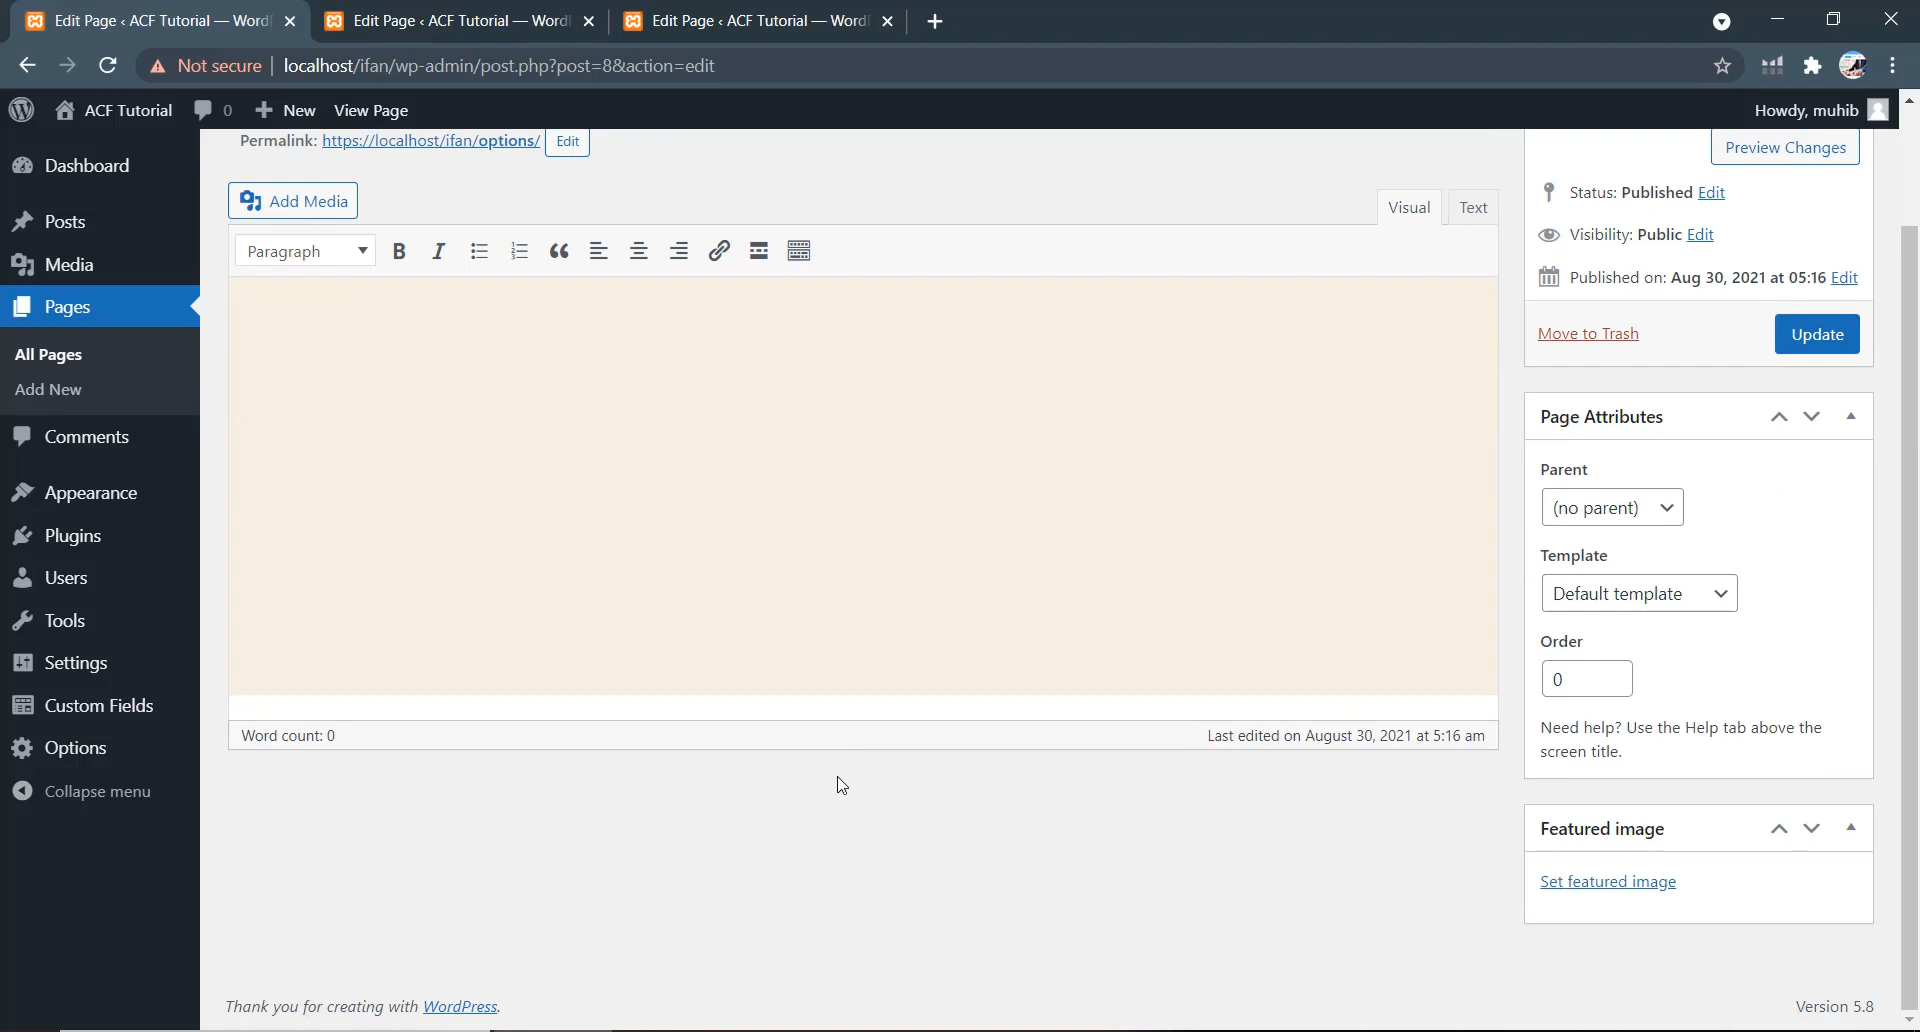 Edit Page ‹ ACF Tutorial — Word
Edit Page ‹ ACF Tutorial — Word
Edit Page ‹ ACF Tutorial — Word
Not secure
localhost/ifan/wp-admin/post.php?post=8&action=edit
ACF Tutorial
0
New
View Page
Howdy, muhib
Dashboard
Posts
Media
Pages
All Pages
Add New
Comments
Appearance
Plugins
Users
Tools
Settings
Custom Fields
Options
Collapse menu
Permalink: https://localhost/ifan/options/
Edit
Add Media
Visual
Text
Paragraph
B
I
Word count: 0
Last edited on August 30, 2021 at 5:16 am
Preview Changes
Status: Published Edit
Visibility: Public Edit
Published on: Aug 30, 2021 at 05:16 Edit
Move to Trash
Update
Page Attributes
Parent
(no parent)
Template
Default template
Order
0
Need help? Use the Help tab above the
screen title.
Featured image
Set featured image
Thank you for creating with WordPress.
Version 5.8